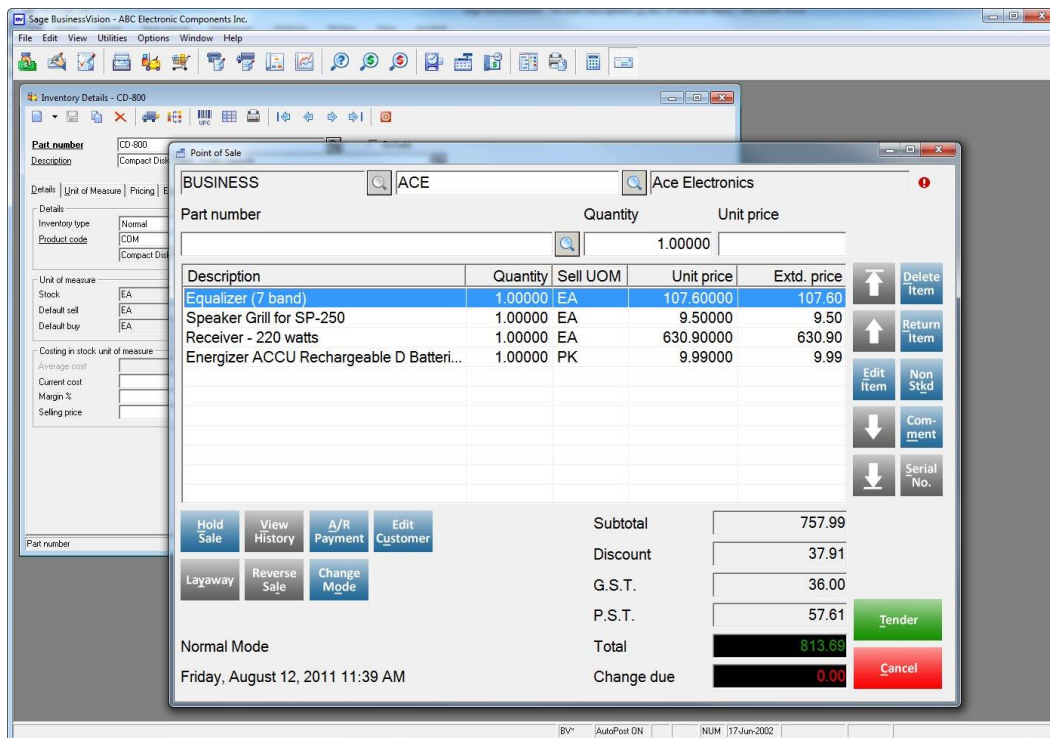 Sage BusinessVision - ABC Electronic Components Inc.
File Edit View Utilities Options Window Help
Inventory Details - CD-800
UPC
Part number CD-800
Description Compact Disk
Details Unit of Measure Pricing
Details
Inventory type Normal
Product code COM
Compact Disk
Unit of measure
Stock EA
Default sell EA
Default buy EA
Costing in stock unit of measure
Average cost
Current cost
Margin %
Selling price
Part number
Point of Sale
BUSINESS ACE Ace Electronics
Part number Quantity Unit price
1.00000
Description Quantity Sell UOM Unit price Extd. price
Equalizer (7 band) 1.00000 EA 107.60000 107.60
Speaker Grill for SP-250 1.00000 EA 9.50000 9.50
Receiver - 220 watts 1.00000 EA 630.90000 630.90
Energizer ACCU Rechargeable D Batteri... 1.00000 PK 9.99000 9.99
Delete Item
Return Item
Edit Item Non Stkd
Com-ment
Serial No.
Hold Sale View History A/R Payment Edit Customer
Layaway Reverse Sale Change Mode
Subtotal 757.99
Discount 37.91
G.S.T. 36.00
P.S.T. 57.61
Total 813.69
Change due 0.00
Tender
Cancel
Normal Mode
Friday, August 12, 2011 11:39 AM
BV* AutoPost ON NUM 17-Jun-2002